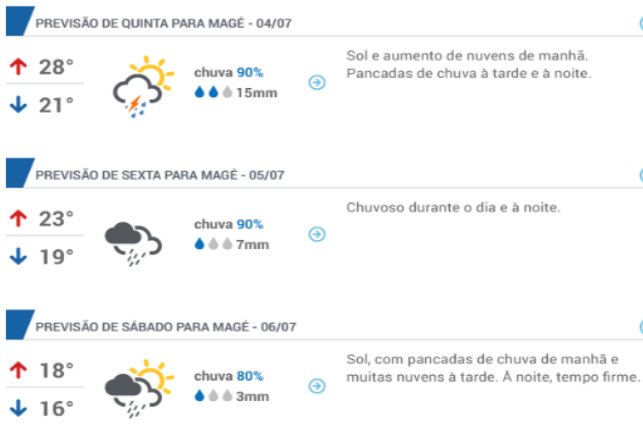 PREVISÃO DE QUINTA PARA MAGÉ - 04/07
28°
21°
chuva 90%
15mm
Sol e aumento de nuvens de manhã.
Pancadas de chuva à tarde e à noite.
PREVISÃO DE SEXTA PARA MAGÉ - 05/07
23°
19°
chuva 90%
7mm
Chuvoso durante o dia e à noite.
PREVISÃO DE SÁBADO PARA MAGÉ - 06/07
18°
16°
chuva 80%
3mm
Sol, com pancadas de chuva de manhã e
muitas nuvens à tarde. À noite, tempo firme.